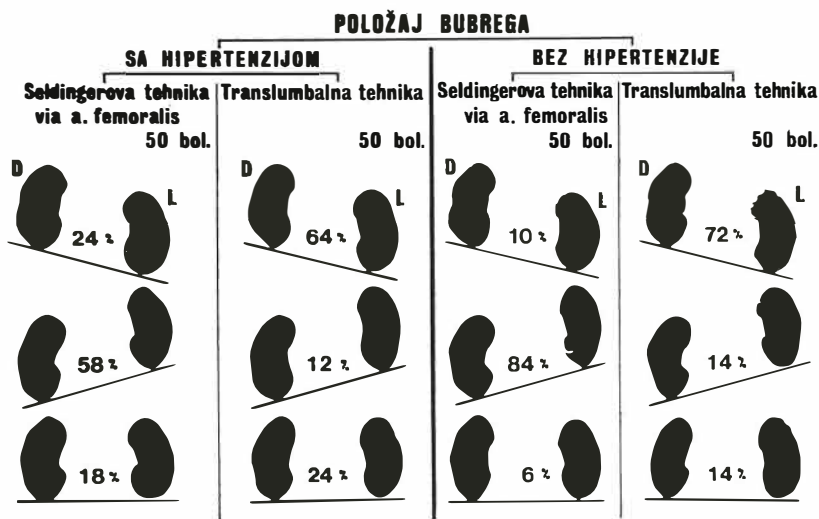 POLOŽAJ BUBREGA
SA HIPERTENZIJOM
BEZ HIPERTENZIJE
Seldingerova tehnika
via a. femoralis
50 bol.
Translumbalna tehnika
50 bol.
Seldingerova tehnika
via a. femoralis
50 bol.
Translumbalna tehnika
50 bol.
D
L
24 %
D
L
64 %
D
L
10 %
D
L
72 %
58 %
12 %
84 %
14 %
18 %
24 %
6 %
14 %